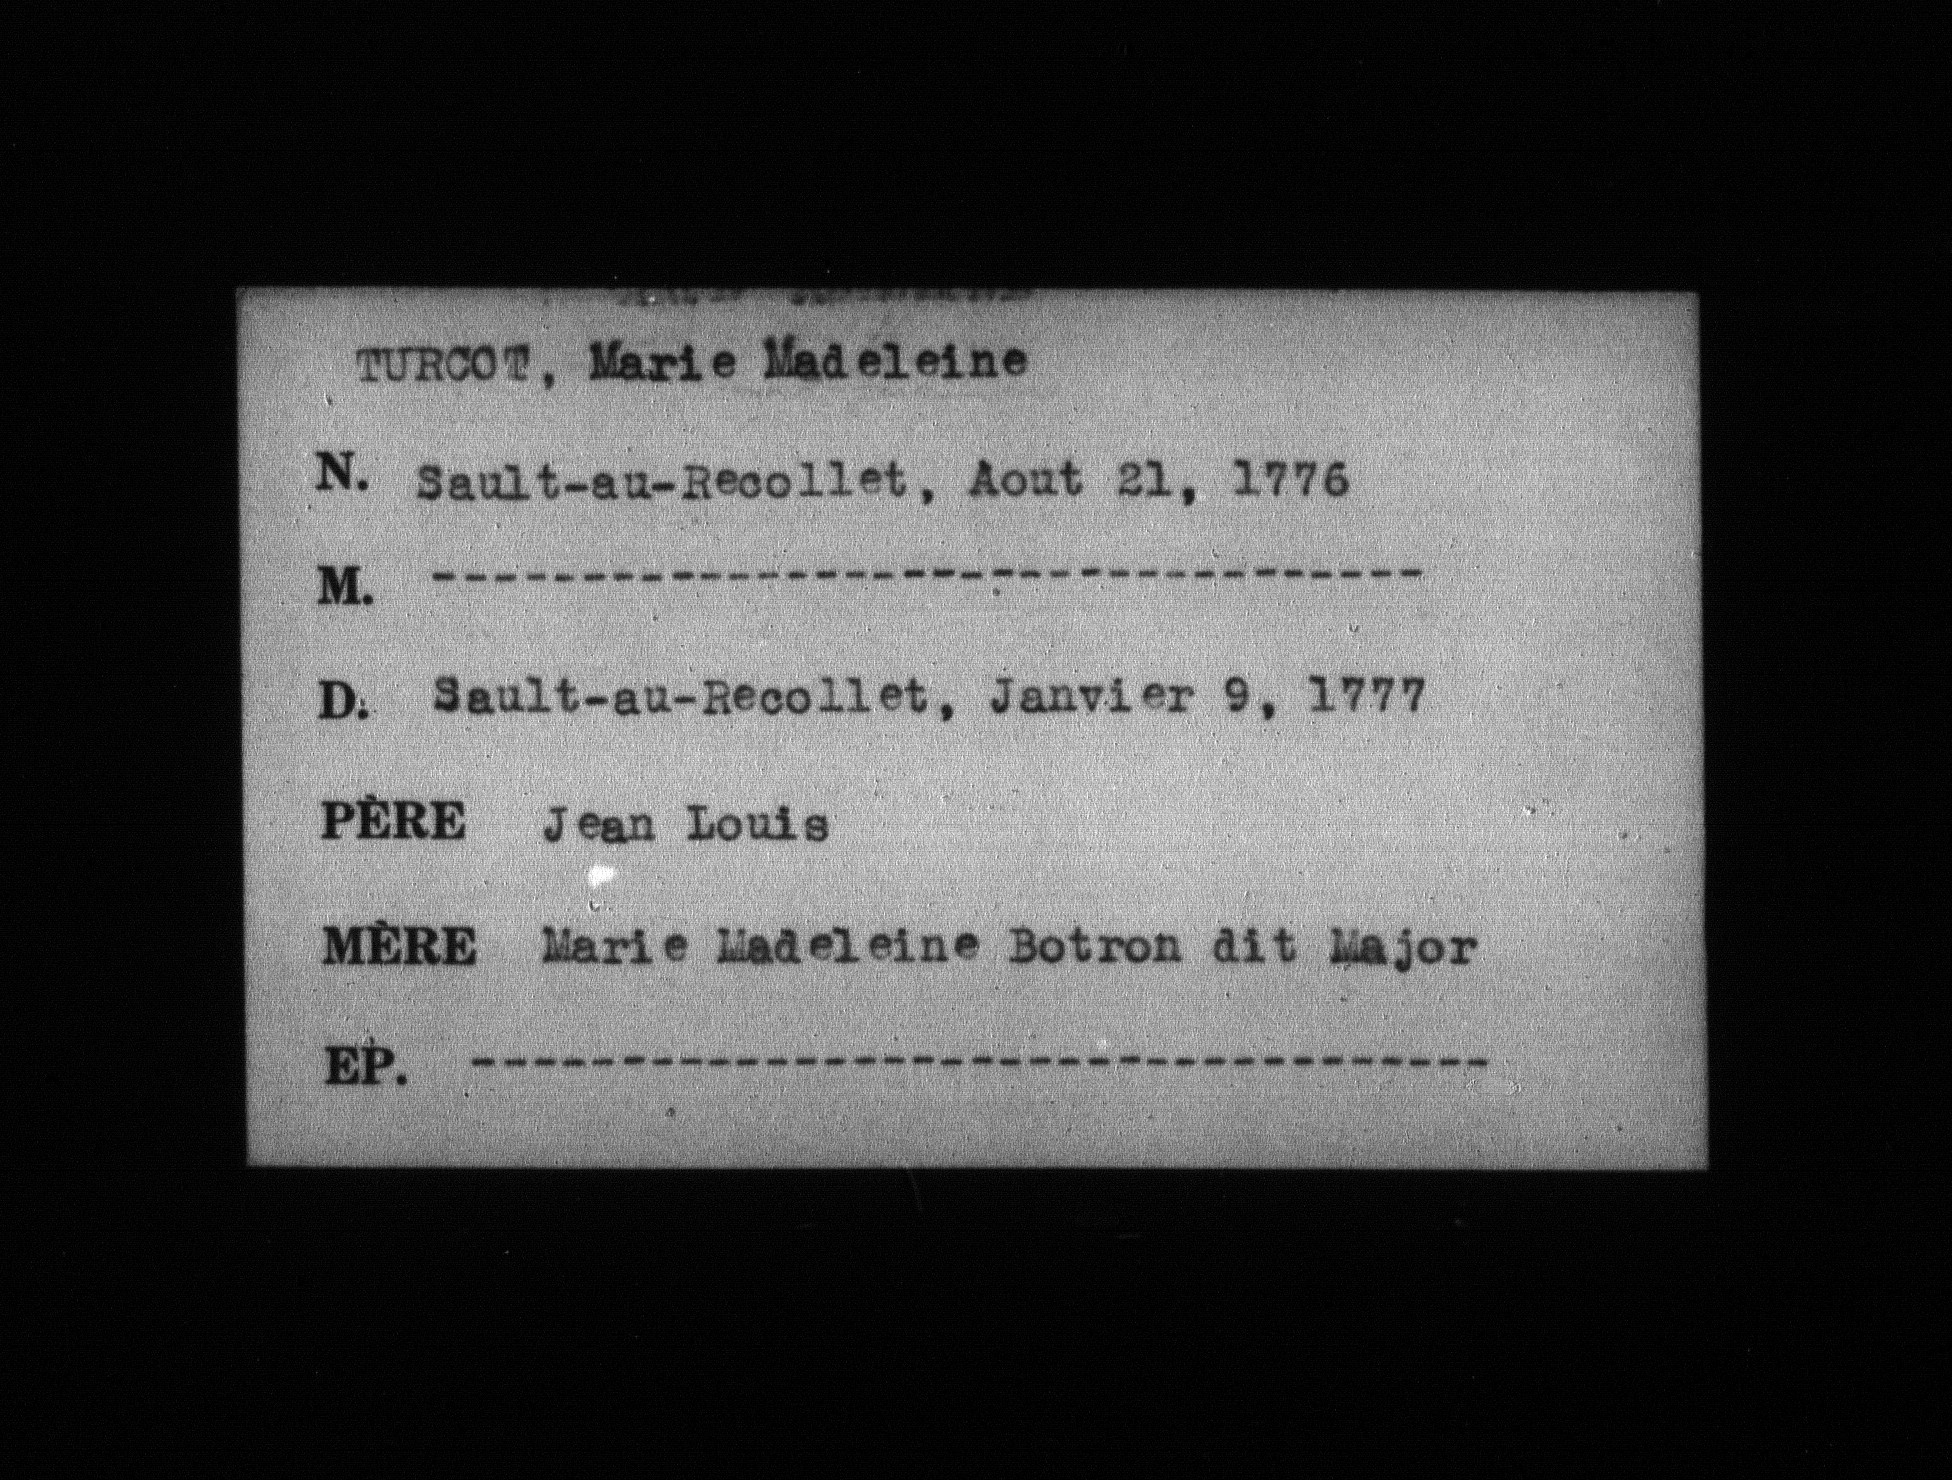 TURCOT, Marie Madeleine
N. Sault-au-Recollet, Aout 21, 1776
M. ----------------------------------
D. Sault-au-Recollet, Janvier 9, 1777
PÈRE Jean Louis
MÈRE Marie Madeleine Botron dit Major
EP. -----------------------------------